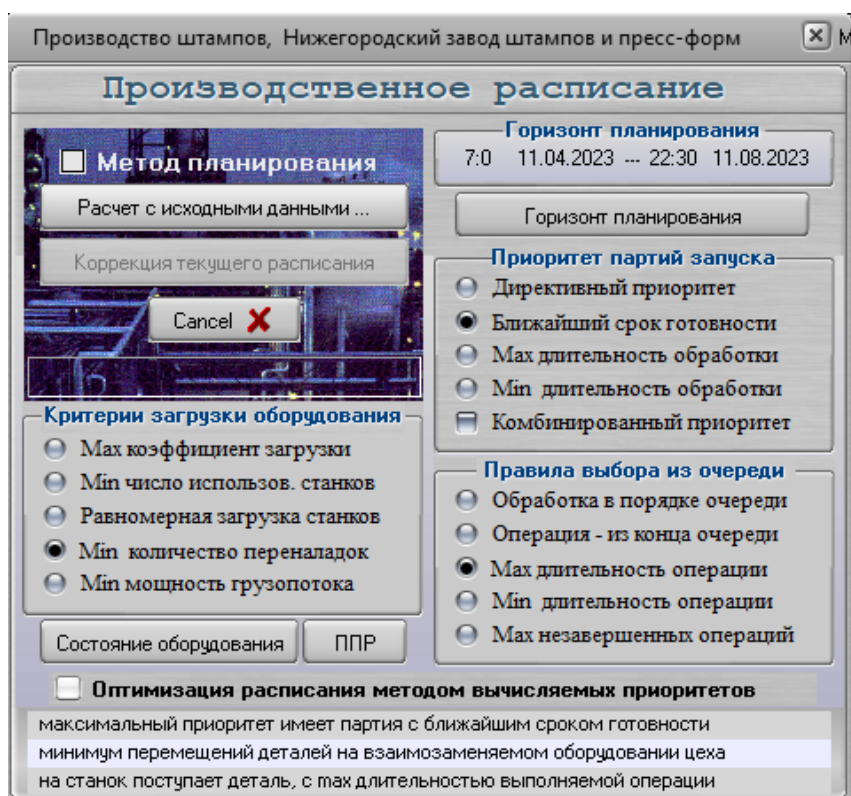 Производство штампов, Нижегородский завод штампов и пресс-форм
Производственное расписание
Метод планирования
Расчет с исходными данными ...
Коррекция текущего расписания
Cancel
Критерии загрузки оборудования
Max коэффициент загрузки
Min число использов. станков
Равномерная загрузка станков
Min количество переналадок
Min мощность грузопотока
Состояние оборудования
ППР
Горизонт планирования
7:0 11.04.2023 --- 22:30 11.08.2023
Горизонт планирования
Приоритет партий запуска
Директивный приоритет
Ближайший срок готовности
Max длительность обработки
Min длительность обработки
Комбинированный приоритет
Правила выбора из очереди
Обработка в порядке очереди
Операция - из конца очереди
Max длительность операции
Min длительность операции
Max незавершенных операций
Оптимизация расписания методом вычисляемых приоритетов
максимальный приоритет имеет партия с ближайшим сроком готовности
минимум перемещений деталей на взаимозаменяемом оборудовании цеха
на станок поступает деталь, с max длительностью выполняемой операции